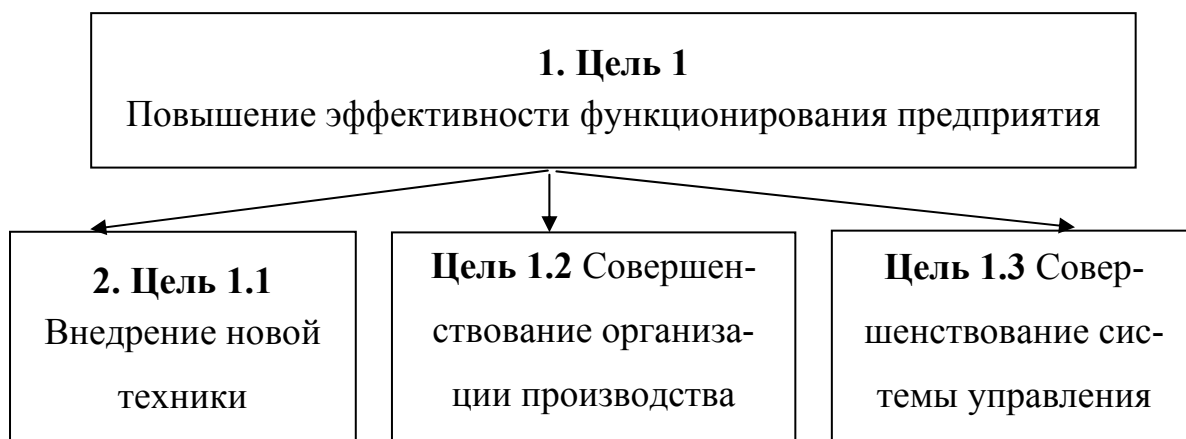 1. Цель 1
Повышение эффективности функционирования предприятия
2. Цель 1.1
Внедрение новой
техники
Цель 1.2 Совершен-
ствование организа-
ции производства
Цель 1.3 Совер-
шенствование сис-
темы управления